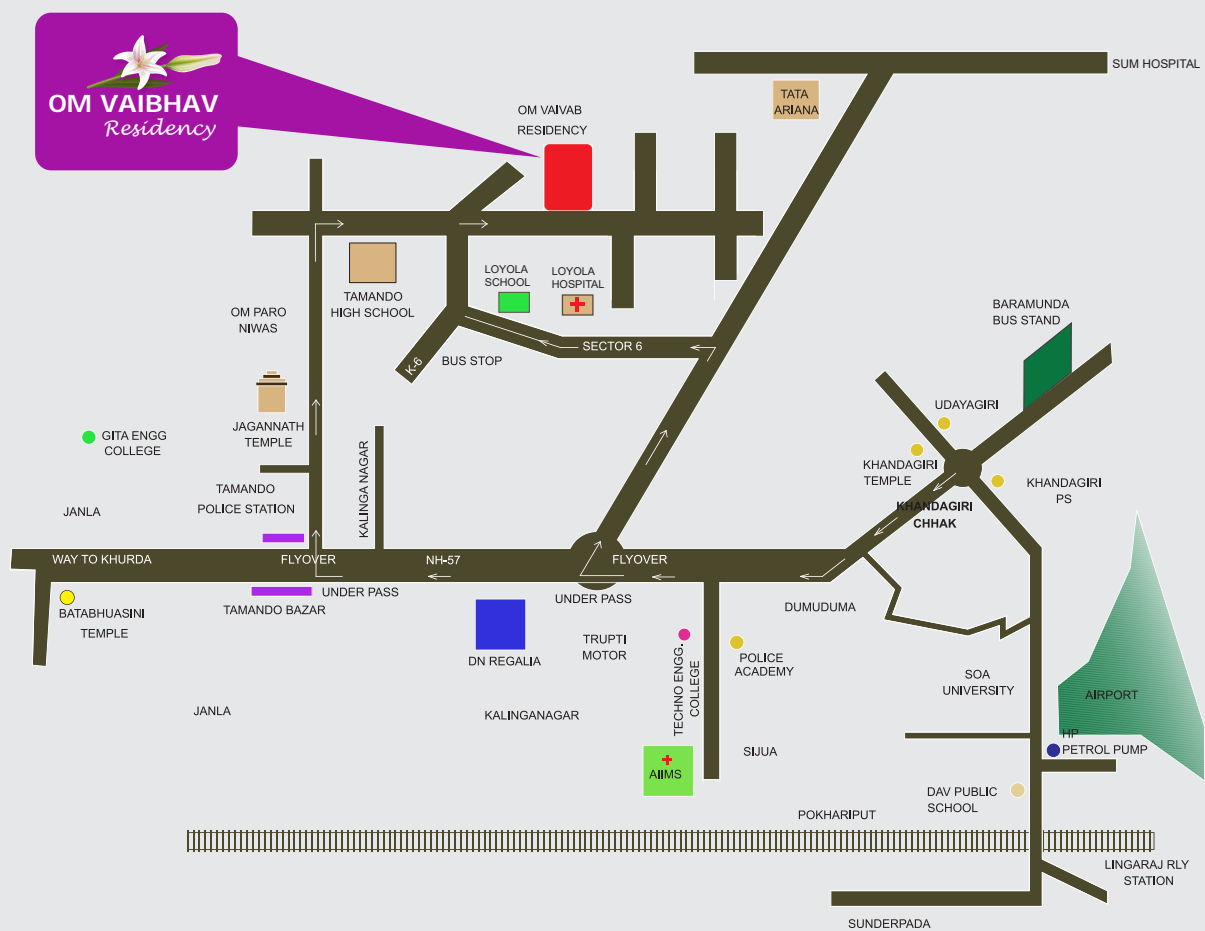 OM VAIBHAV
Residency
SUM HOSPITAL
TATA
ARIANA
OM VAIVAB
RESIDENCY
LOYOLA
SCHOOL
LOYOLA
HOSPITAL
TAMANDO
HIGH SCHOOL
OM PARO
NIWAS
BARAMUNDA
BUS STAND
SECTOR 6
BUS STOP
K-6
UDAYAGIRI
JAGANNATH
TEMPLE
GITA ENGG
COLLEGE
KALINGA NAGAR
KHANDAGIRI
TEMPLE
KHANDAGIRI
PS
KHANDAGIRI
CHHAK
TAMANDO
POLICE STATION
JANLA
WAY TO KHURDA
FLYOVER
NH-57
FLYOVER
UNDER PASS
UNDER PASS
TAMANDO BAZAR
BATABHUASINI
TEMPLE
DUMUDUMA
TRUPTI
MOTOR
DN REGALIA
TECHNO ENGG.
COLLEGE
POLICE
ACADEMY
SOA
UNIVERSITY
AIRPORT
JANLA
KALINGANAGAR
SIJUA
HP
PETROL PUMP
AIIMS
DAV PUBLIC
SCHOOL
POKHARIPUT
LINGARAJ RLY
STATION
SUNDERPADA